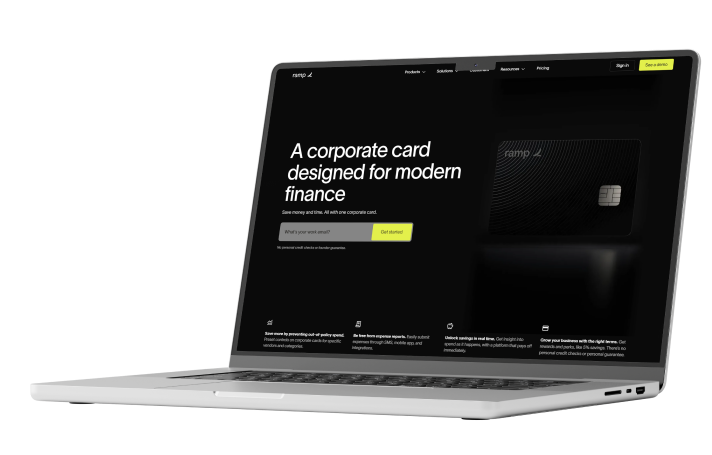 ramp
Products
Solutions
Customers
Resources
Pricing
Sign in
Get a demo
A corporate card
designed for modern
finance
Save money and time. All with one corporate card.
What's your work email?
Get started
No personal credit checks or founder guarantee.
ramp
Save more by preventing out-of-policy spend.
Preset controls on corporate cards for specific
vendors and categories.
Be free from expense reports. Easily submit
expenses through SMS, mobile app, and
integrations.
Unlock savings in real time. Get insight into
spend as it happens, with a platform that pays off
immediately.
Grow your business with the right terms. Get
rewards and perks, like 5% savings. There's no
personal credit checks or personal guarantee.